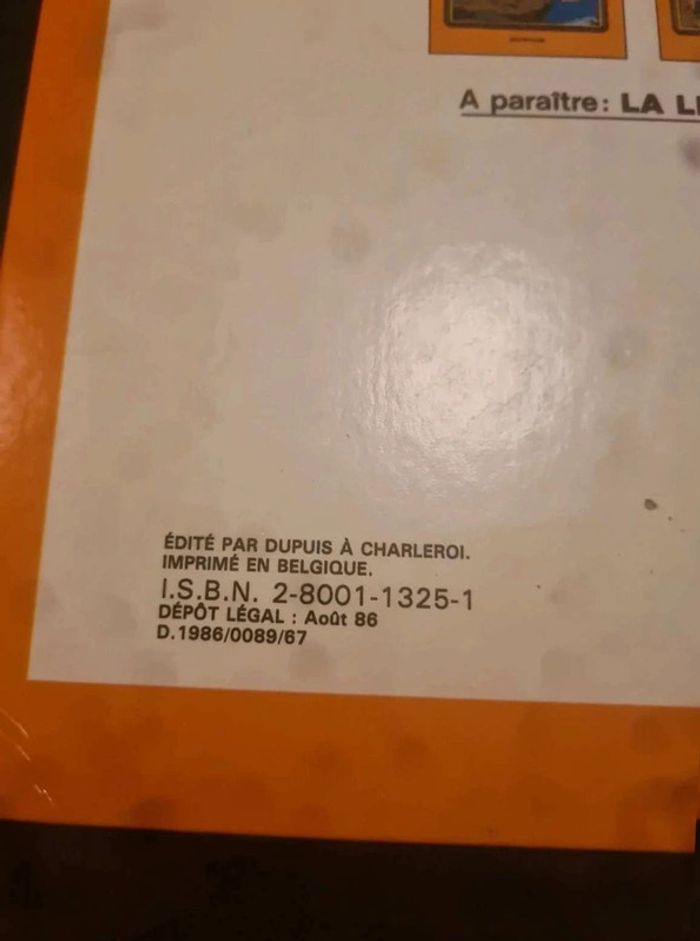 A paraître: LA
ÉDITÉ PAR DUPUIS À CHARLEROI.
IMPRIMÉ EN BELGIQUE.
I.S.B.N. 2-8001-1325-1
DÉPÔT LÉGAL : Août 86
D.1986/0089/67